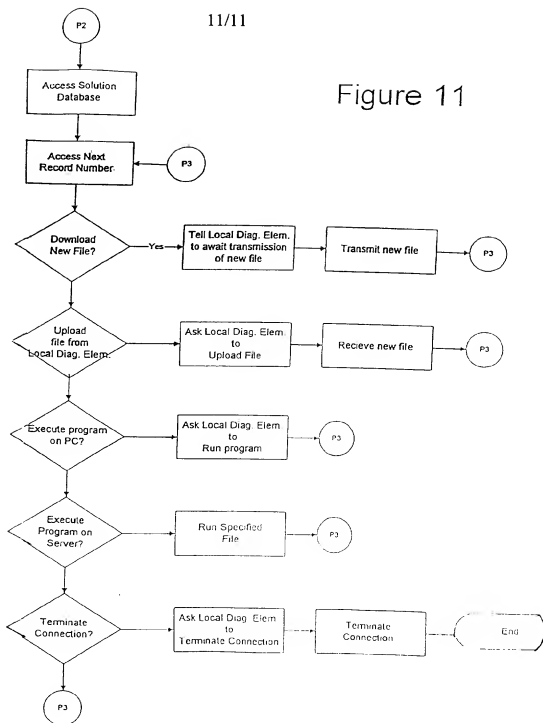 11/11
P2
Figure 11
Access Solution
Database
Access Next
Record Number
P3
Download
New File?
Yes
Tell Local Diag. Elem.
to await transmission
of new file
Transmit new file
P3
Upload
file from
Local Diag. Elem.
Ask Local Diag. Elem.
to
Upload File
Recieve new file
P3
Execute program
on PC?
Ask Local Diag. Elem.
to
Run program
P3
Execute
Program on
Server?
Run Specified
File
P3
Terminate
Connection?
Ask Local Diag. Elem
to
Terminate Connection
Terminate
Connection
End
P3